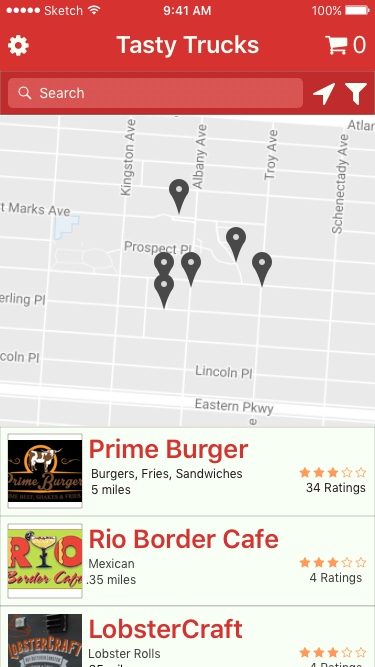 Sketch 9:41 AM 100%
Tasty Trucks 0
Search
Atlan
Kingston Ave
Albany Ave
Troy Ave
Schenectady Ave
t Marks Ave
Prospect Pl
erling Pl
coln Pl
Lincoln Pl
Eastern Pkwy
e
Prime Burger
Prime Burger
Burgers, Fries, Sandwiches
5 miles
34 Ratings
RIO
Border Cafe
Rio Border Cafe
Mexican
.35 miles
4 Ratings
LOBSTERCRAFT
LobsterCraft
Lobster Rolls
4 Ratings